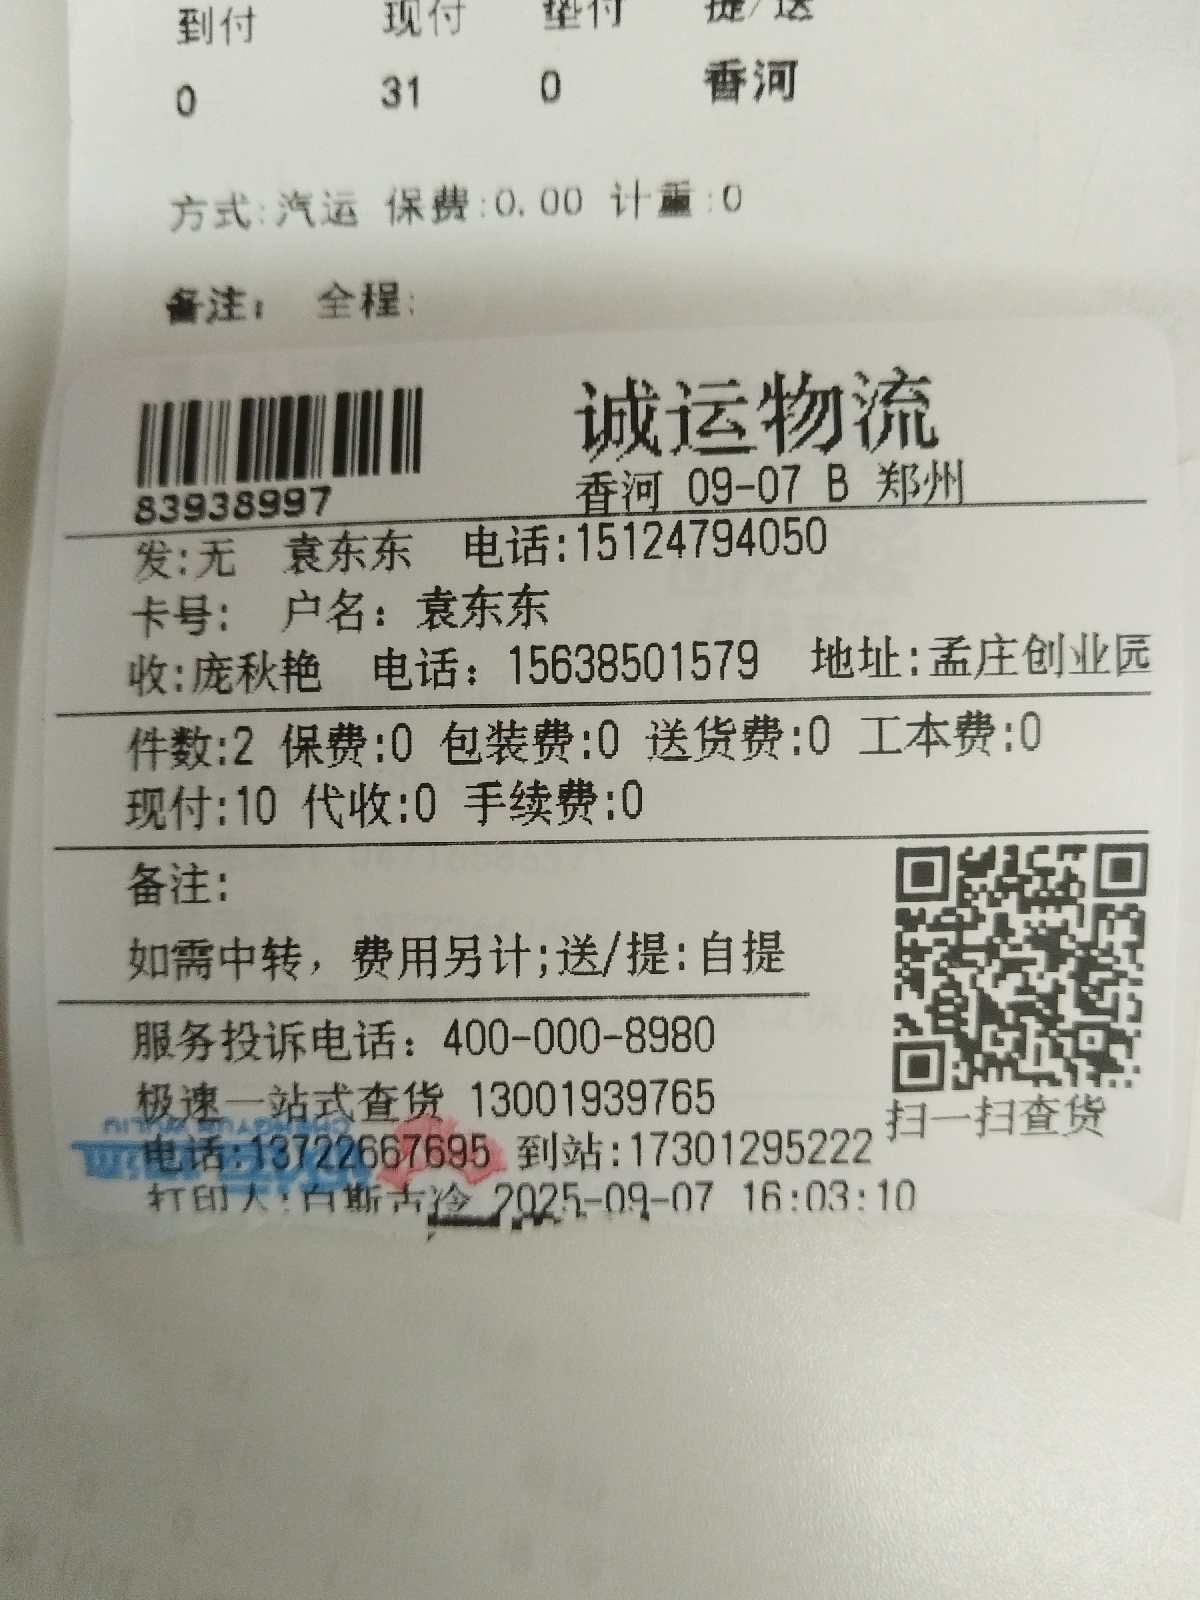 到付 现付 垫付 提/送
0 31 0 香河
方式:汽运 保费:0.00 计重:0
备注: 全程:
诚运物流
83938997
香河 09-07 B 郑州
发:无 袁东东 电话:15124794050
卡号: 户名: 袁东东
收:庞秋艳 电话: 15638501579 地址:孟庄创业园
件数:2 保费:0 包装费:0 送货费:0 工本费:0
现付:10 代收:0 手续费:0
备注:
如需中转, 费用另计;送/提:自提
服务投诉电话: 400-000-8980
极速一站式查货 13001939765
扫一扫查货
电话:13722667695 到站:17301295222
打印人:白斯古冷 2025-09-07 16:03:10